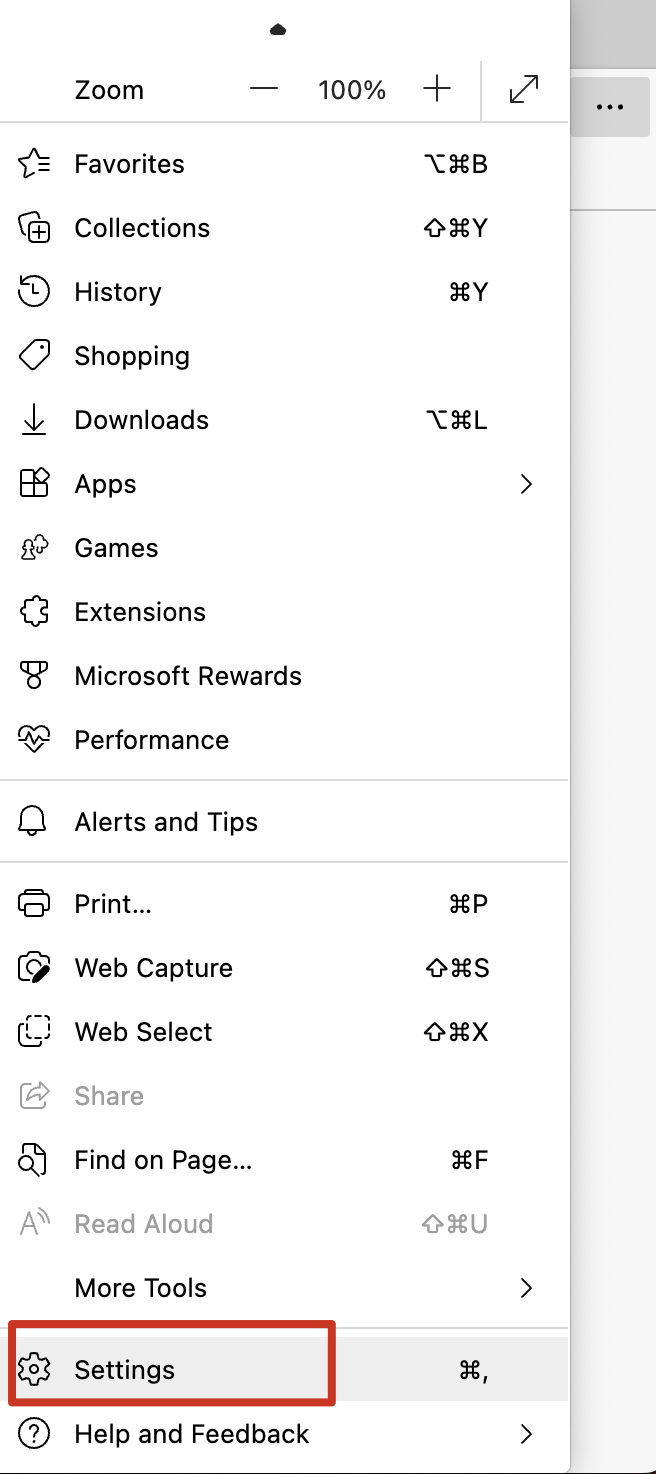 Zoom — 100% +
Favorites ⌥⌘B
Collections ⇧⌘Y
History ⌘Y
Shopping
Downloads ⌥⌘L
Apps
Games
Extensions
Microsoft Rewards
Performance
Alerts and Tips
Print... ⌘P
Web Capture ⇧⌘S
Web Select ⇧⌘X
Share
Find on Page... ⌘F
Read Aloud ⇧⌘U
More Tools
Settings ⌘,
Help and Feedback